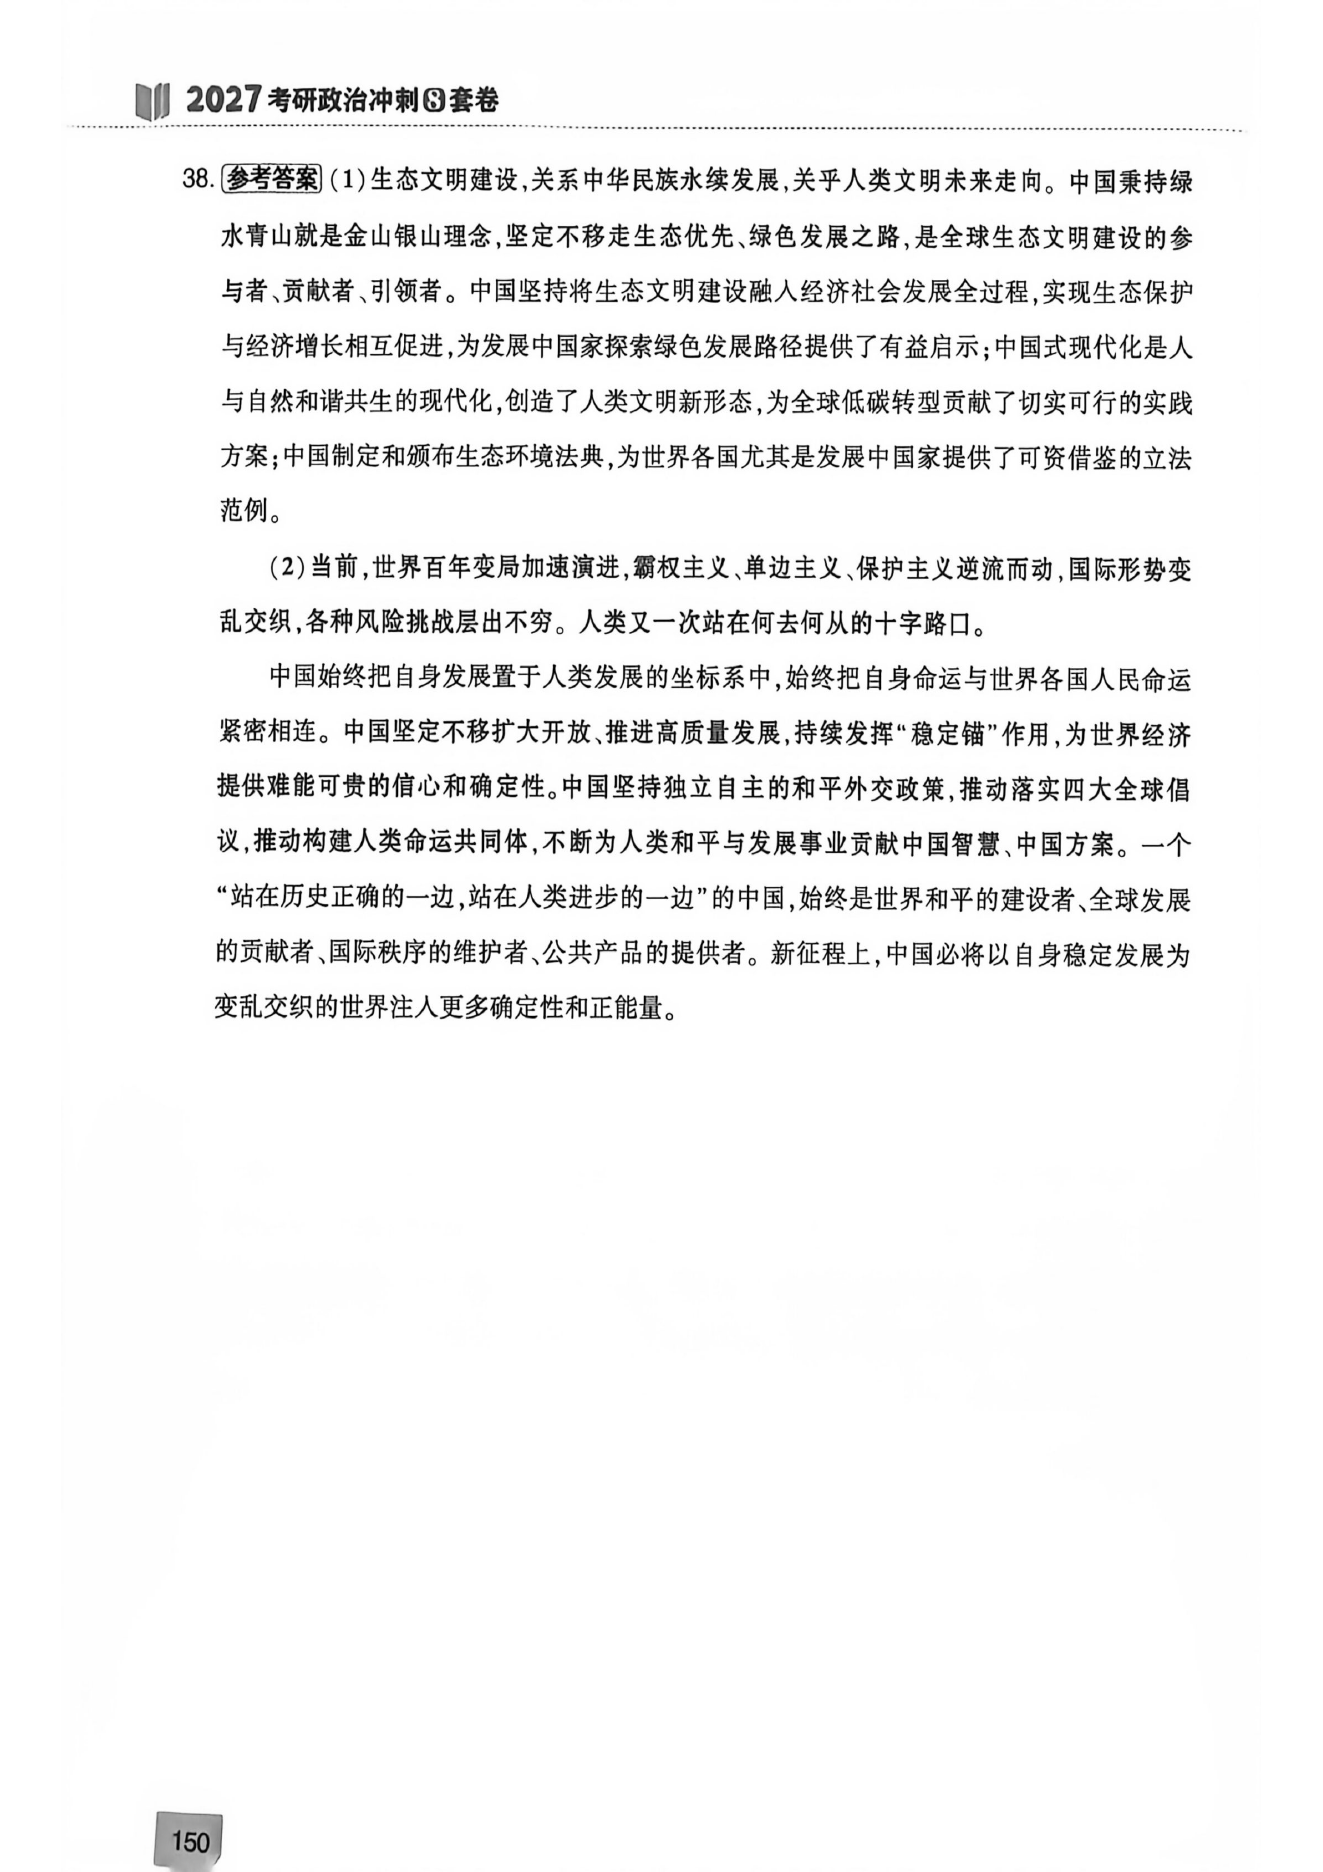 2027考研政治冲刺8套卷
38. 参考答案 (1)生态文明建设,关系中华民族永续发展,关乎人类文明未来走向。中国秉持绿
水青山就是金山银山理念,坚定不移走生态优先、绿色发展之路,是全球生态文明建设的参
与者、贡献者、引领者。中国坚持将生态文明建设融入经济社会发展全过程,实现生态保护
与经济增长相互促进,为发展中国家探索绿色发展路径提供了有益启示;中国式现代化是人
与自然和谐共生的现代化,创造了人类文明新形态,为全球低碳转型贡献了切实可行的实践
方案;中国制定和颁布生态环境法典,为世界各国尤其是发展中国家提供了可资借鉴的立法
范例。
(2)当前,世界百年变局加速演进,霸权主义、单边主义、保护主义逆流而动,国际形势变
乱交织,各种风险挑战层出不穷。人类又一次站在何去何从的十字路口。
中国始终把自身发展置于人类发展的坐标系中,始终把自身命运与世界各国人民命运
紧密相连。中国坚定不移扩大开放、推进高质量发展,持续发挥“稳定锚”作用,为世界经济
提供难能可贵的信心和确定性。中国坚持独立自主的和平外交政策,推动落实四大全球倡
议,推动构建人类命运共同体,不断为人类和平与发展事业贡献中国智慧、中国方案。一个
“站在历史正确的一边,站在人类进步的一边”的中国,始终是世界和平的建设者、全球发展
的贡献者、国际秩序的维护者、公共产品的提供者。新征程上,中国必将以自身稳定发展为
变乱交织的世界注入更多确定性和正能量。
150